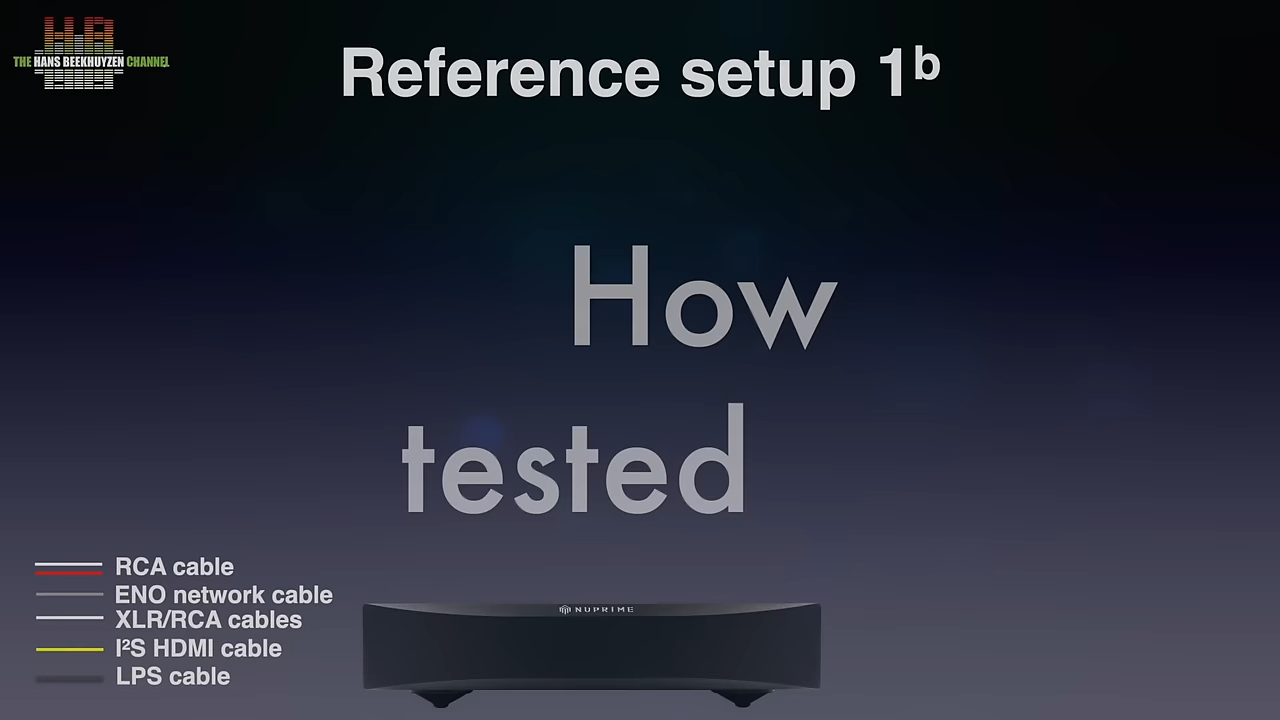 THE HANS BEEKHUYZEN CHANNEL
Reference setup 1ᵇ
How
tested
RCA cable
ENO network cable
XLR/RCA cables
I²S HDMI cable
LPS cable
NUPRIME